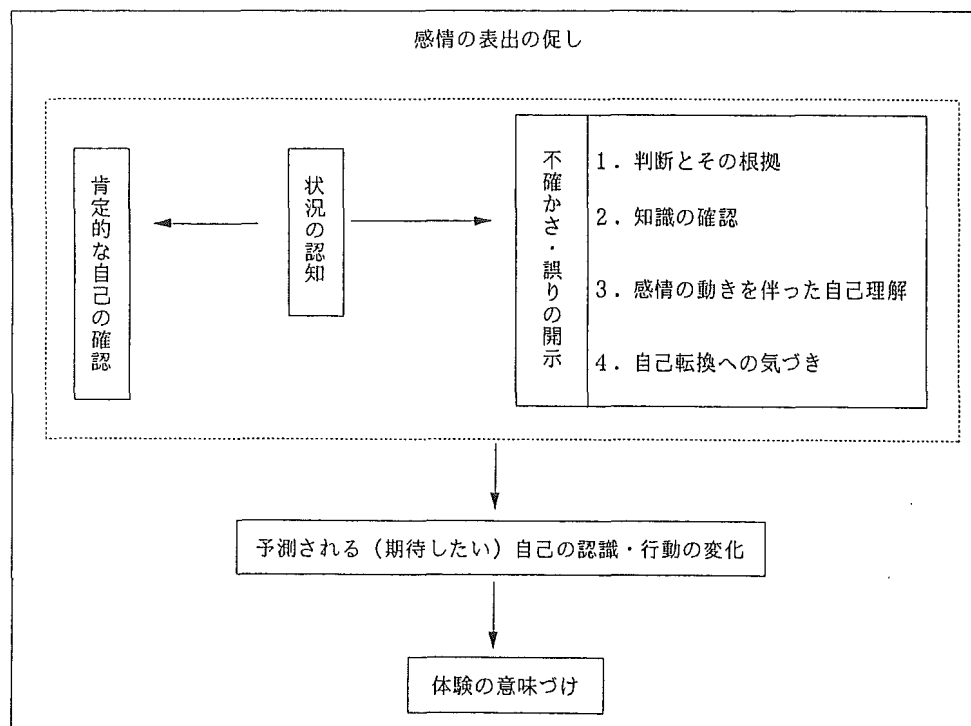 感情の表出の促し
肯定的な自己の確認
状況の認知
不確かさ・誤りの開示
1．判断とその根拠
2．知識の確認
3．感情の動きを伴った自己理解
4．自己転換への気づき
予測される（期待したい）自己の認識・行動の変化
体験の意味づけ